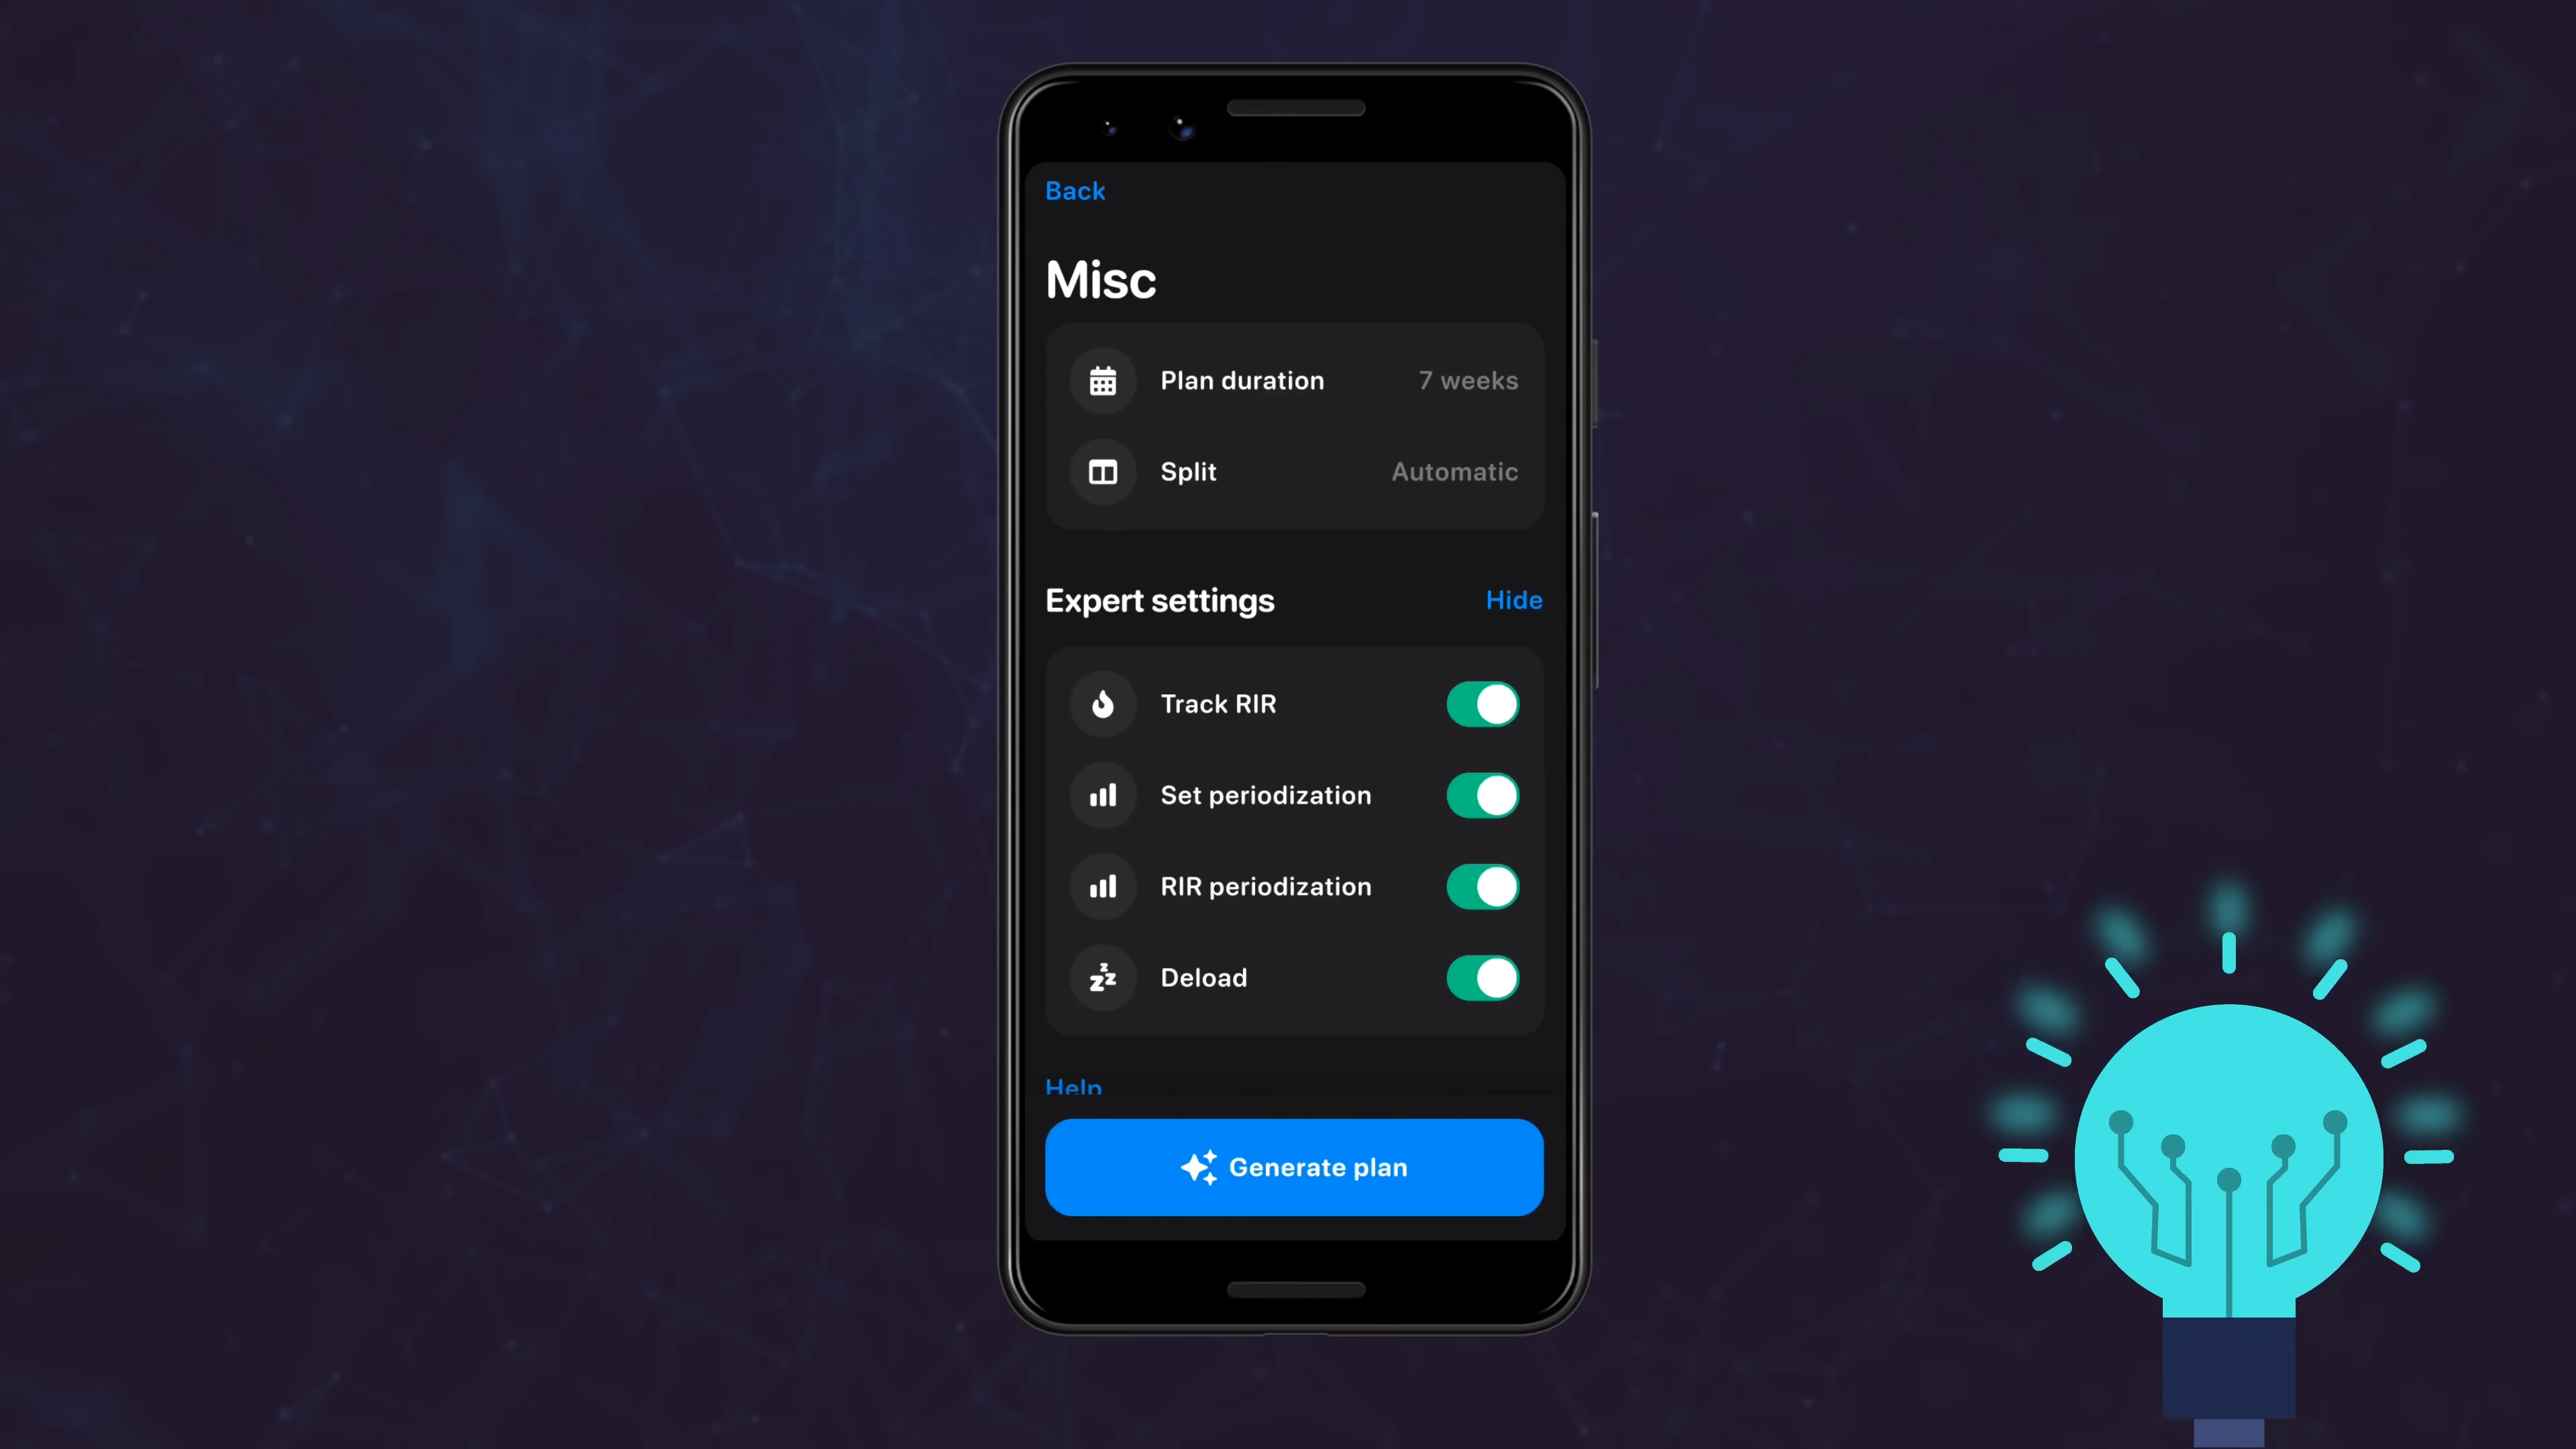 Back
Misc
Plan duration 7 weeks
Split Automatic
Expert settings Hide
Track RIR
Set periodization
RIR periodization
Deload
Help
Generate plan